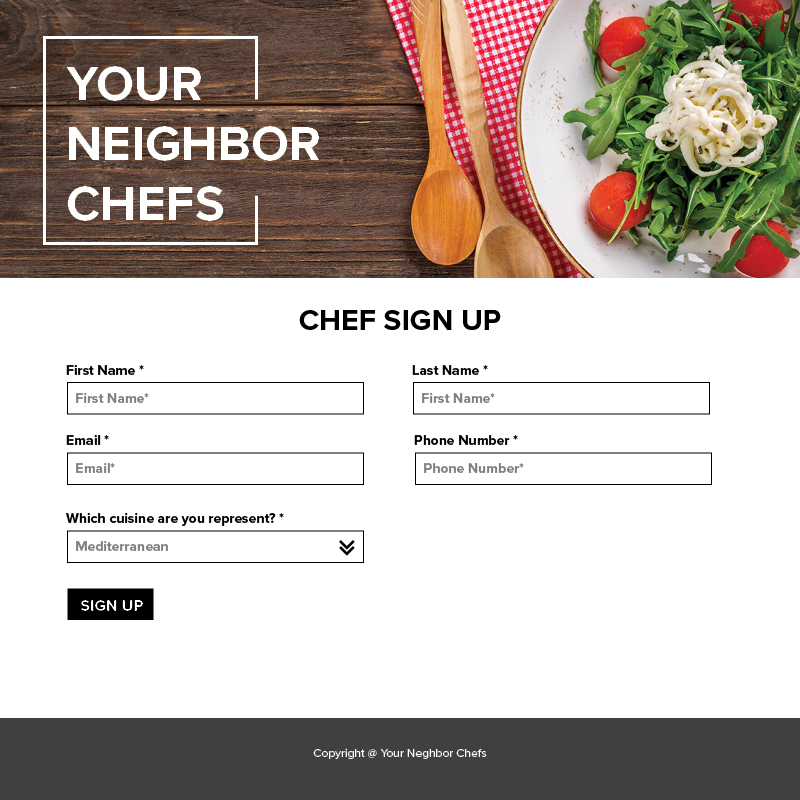 YOUR
NEIGHBOR
CHEFS
CHEF SIGN UP
First Name *
Last Name *
First Name*
First Name*
Email *
Phone Number *
Email*
Phone Number*
Which cuisine are you represent? *
Mediterranean
SIGN UP
Copyright @ Your Neghbor Chefs